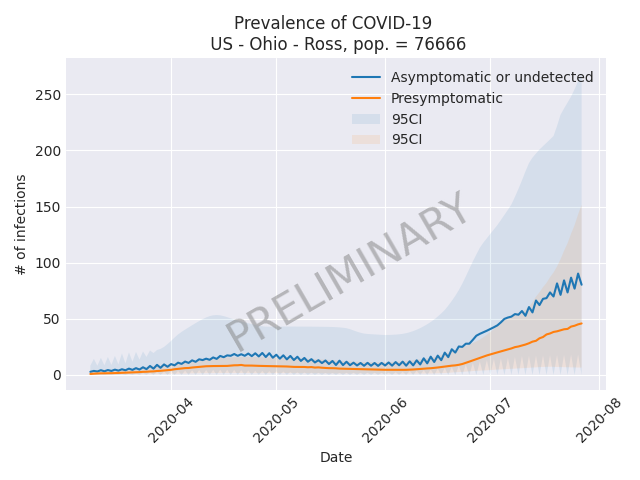 Prevalence of COVID-19
US - Ohio - Ross, pop. = 76666
Asymptomatic or undetected
Presymptomatic
95CI
95CI
PRELIMINARY
# of infections
250
200
150
100
50
0
2020-04
2020-05
2020-06
2020-07
2020-08
Date